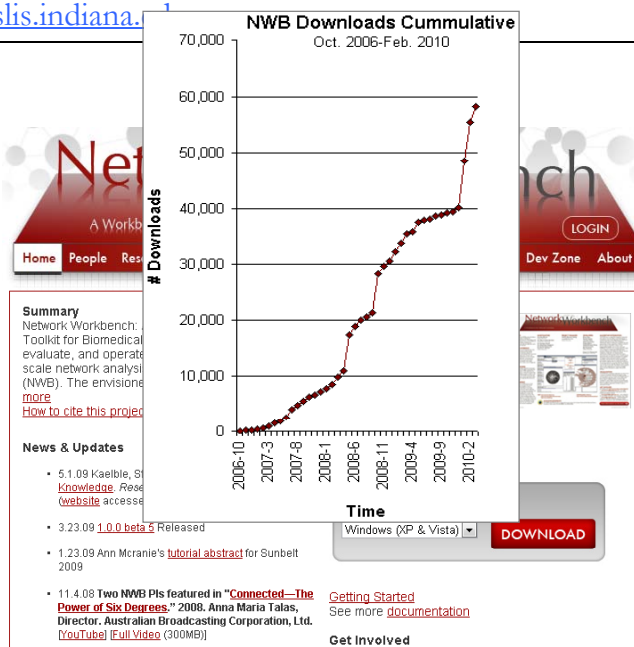 slis.indiana.
NWB Downloads Cummulative
Oct. 2006-Feb. 2010
70,000
60,000
50,000
40,000
30,000
20,000
10,000
0
# Downloads
2006-10
2007-3
2007-8
2008-1
2008-6
2008-11
2009-4
2009-9
2010-2
Time
Net
ch
A Workb
LOGIN
Home People Res
Dev Zone About
Summary
Network Workbench:
Toolkit for Biomedical
evaluate, and operate
scale network analysi
(NWB). The envisione
more
How to cite this projec
NetworkWorkbench
News & Updates
• 5.1.09 Kaelble, St
Knowledge. Rese
(website accesse
• 3.23.09 1.0.0 beta 5 Released
• 1.23.09 Ann Mcranie's tutorial abstract for Sunbelt
2009
• 11.4.08 Two NWB PIs featured in "Connected—The
Power of Six Degrees." 2008. Anna Maria Talas,
Director. Australian Broadcasting Corporation, Ltd.
[YouTube] [Full Video (300MB)]
Windows (XP & Vista)
DOWNLOAD
Getting Started
See more documentation
Get Involved